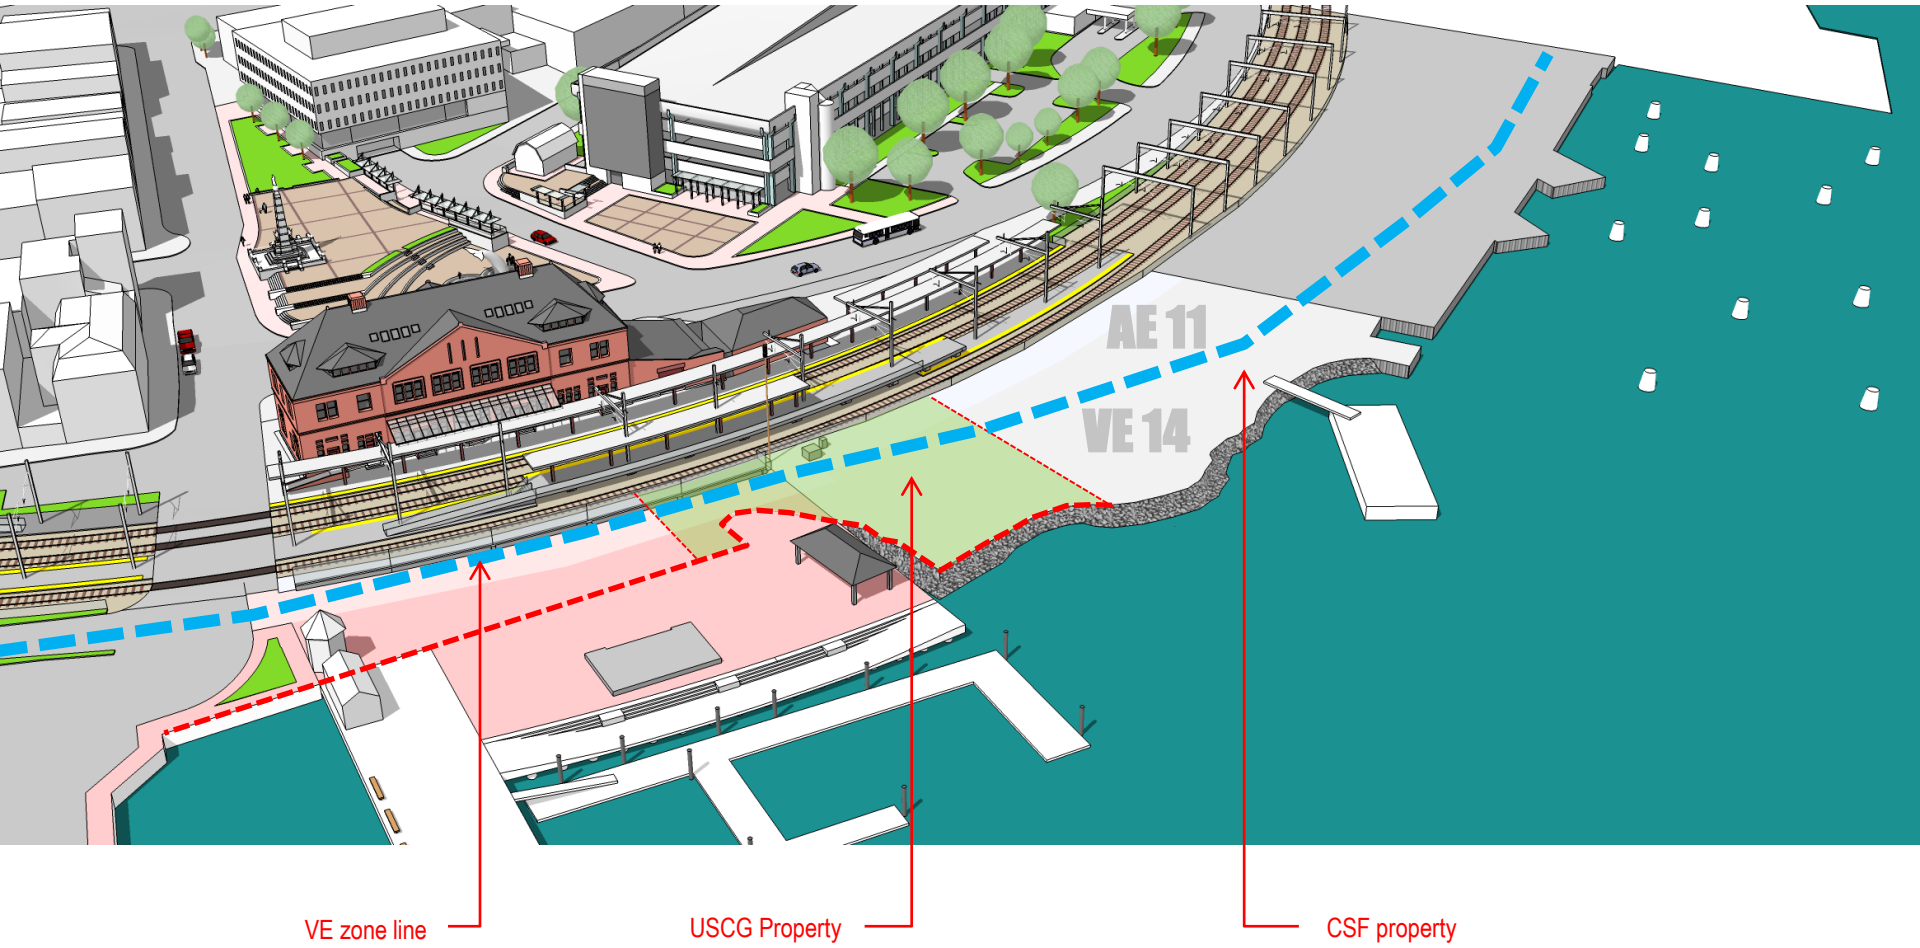 AE 11
VE 14
VE zone line
USCG Property
CSF property